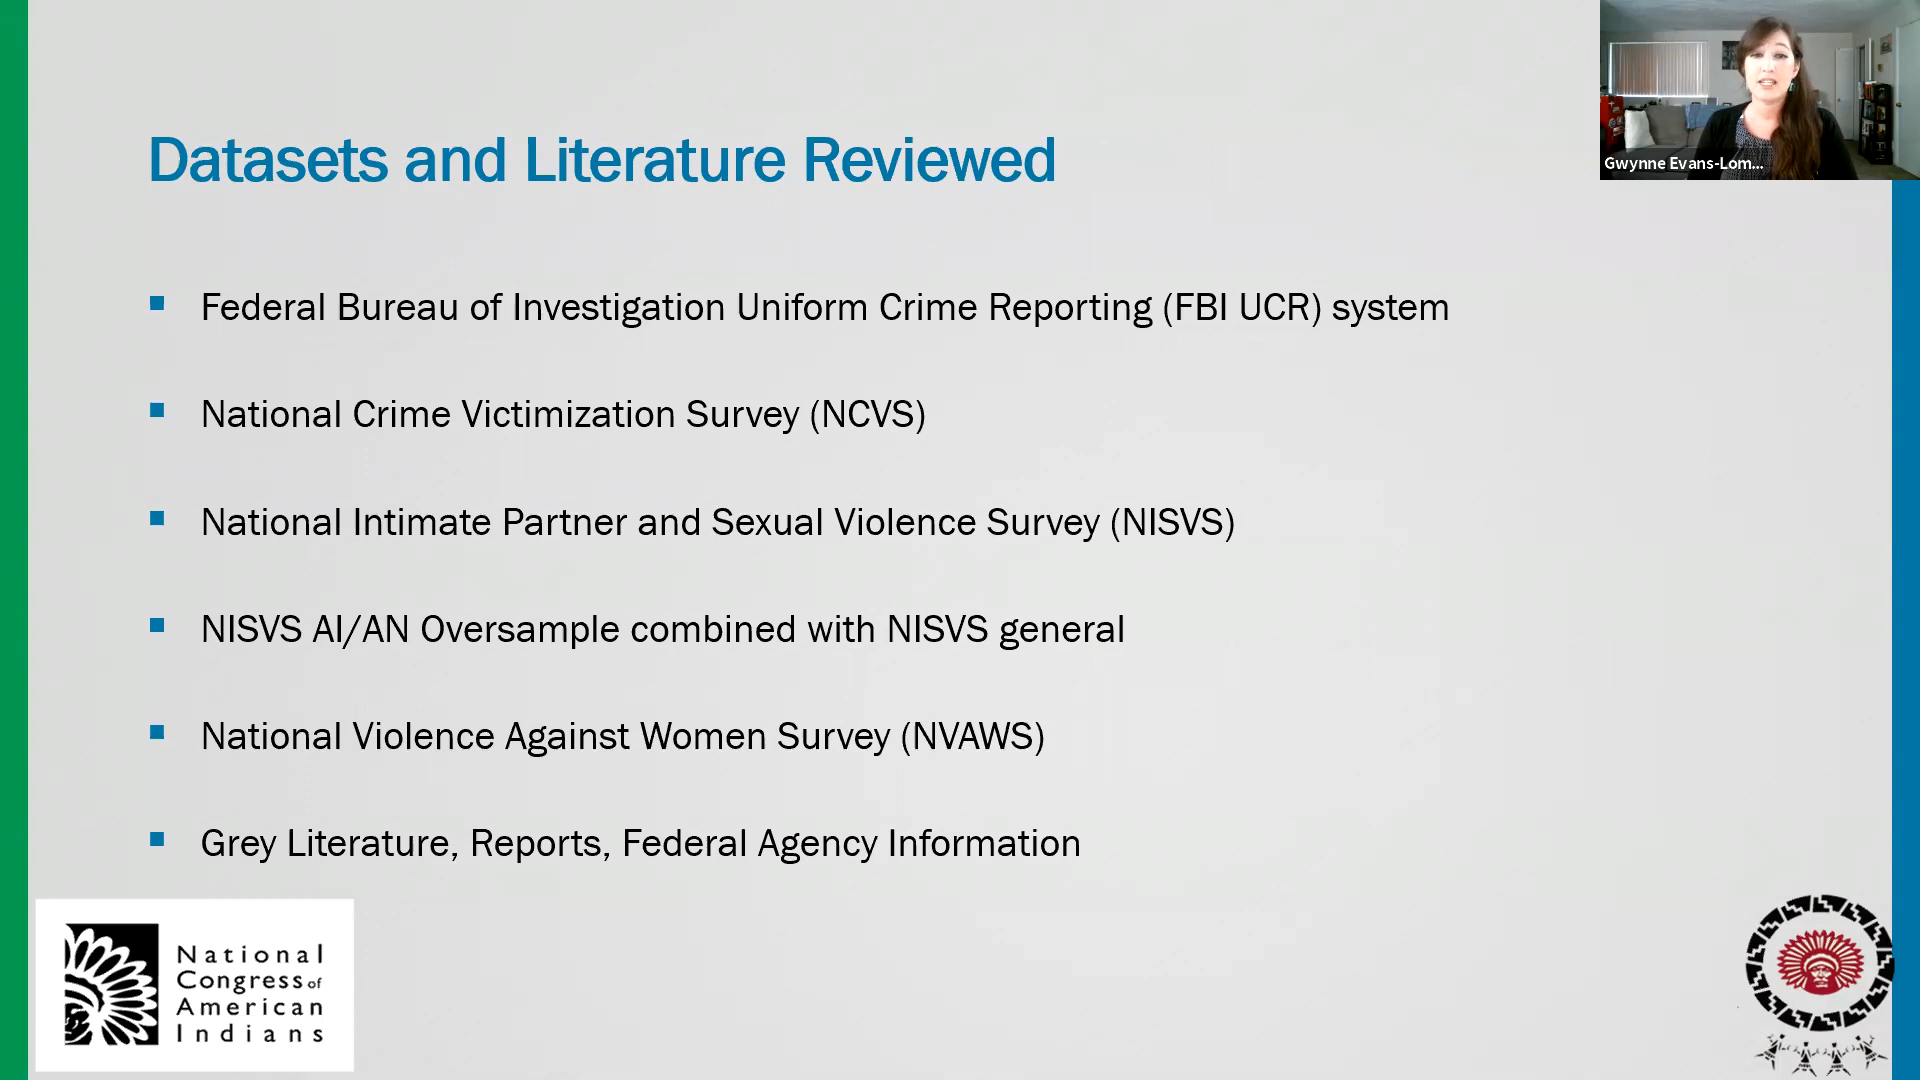 Datasets and Literature Reviewed
Gwynne Evans-Lom...
Federal Bureau of Investigation Uniform Crime Reporting (FBI UCR) system
National Crime Victimization Survey (NCVS)
National Intimate Partner and Sexual Violence Survey (NISVS)
NISVS AI/AN Oversample combined with NISVS general
National Violence Against Women Survey (NVAWS)
Grey Literature, Reports, Federal Agency Information
National
Congress of
American
Indians